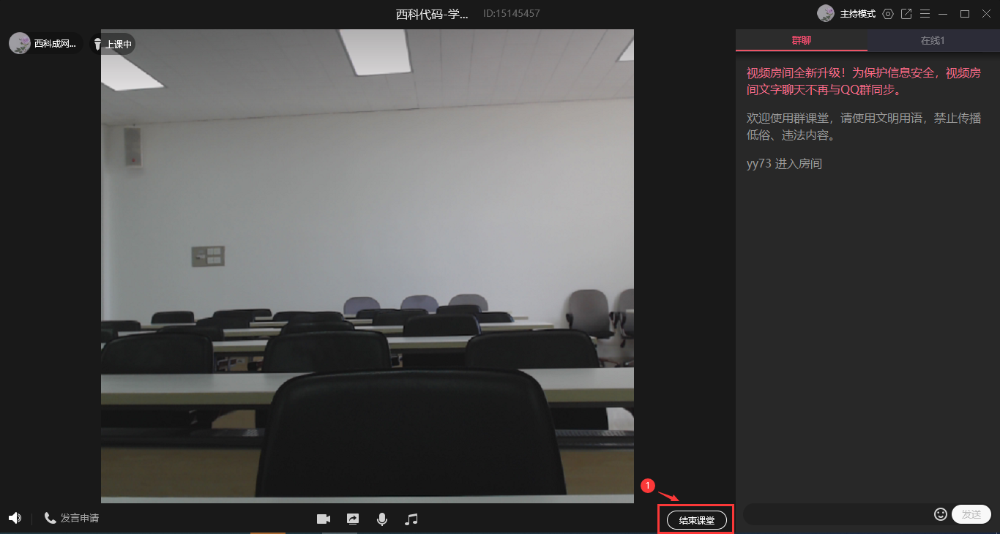 西科代码-学...
ID:15145457
主持模式
西科成网...
上课中
群聊
在线1
视频房间全新升级！为保护信息安全，视频房
间文字聊天不再与QQ群同步。
欢迎使用群课堂，请使用文明用语，禁止传播
低俗、违法内容。
yy73 进入房间
1
发言申请
结束课堂
发送